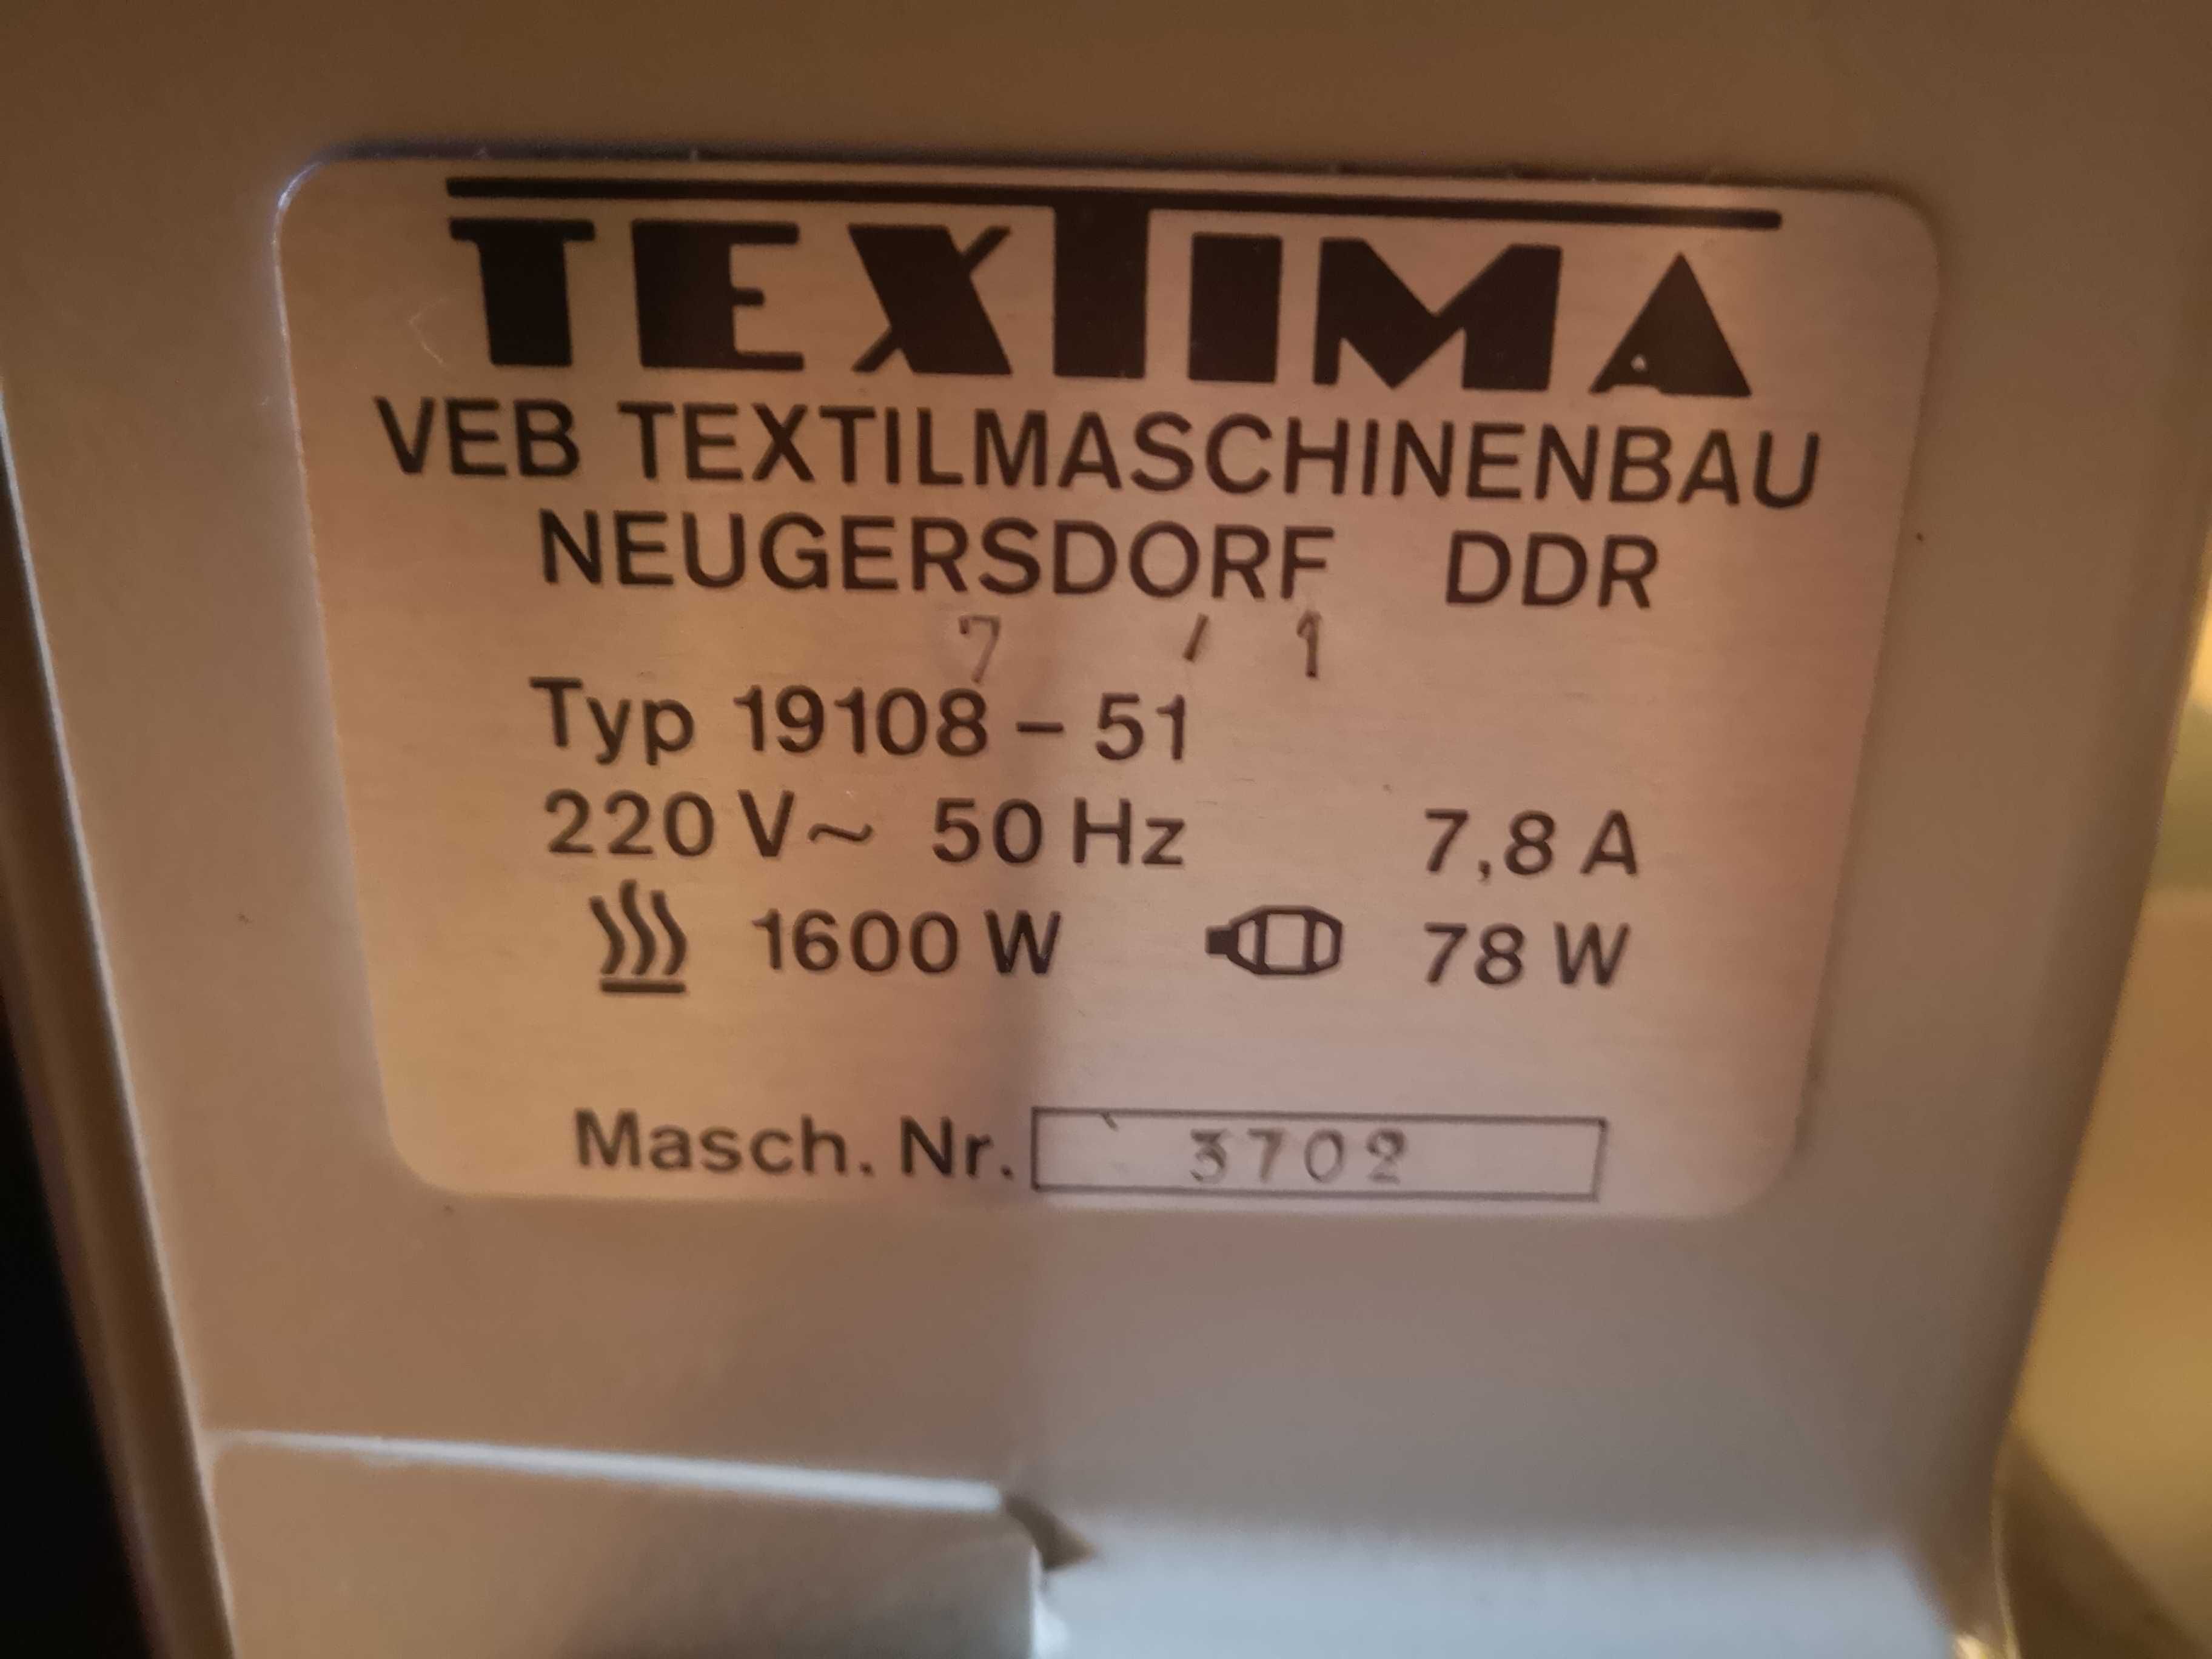 TEXTIMA
VEB TEXTILMASCHINENBAU
NEUGERSDORF DDR
7 / 1
Typ 19108-51
220 V~ 50 Hz 7,8 A
1600 W 78 W
Masch. Nr. 3702